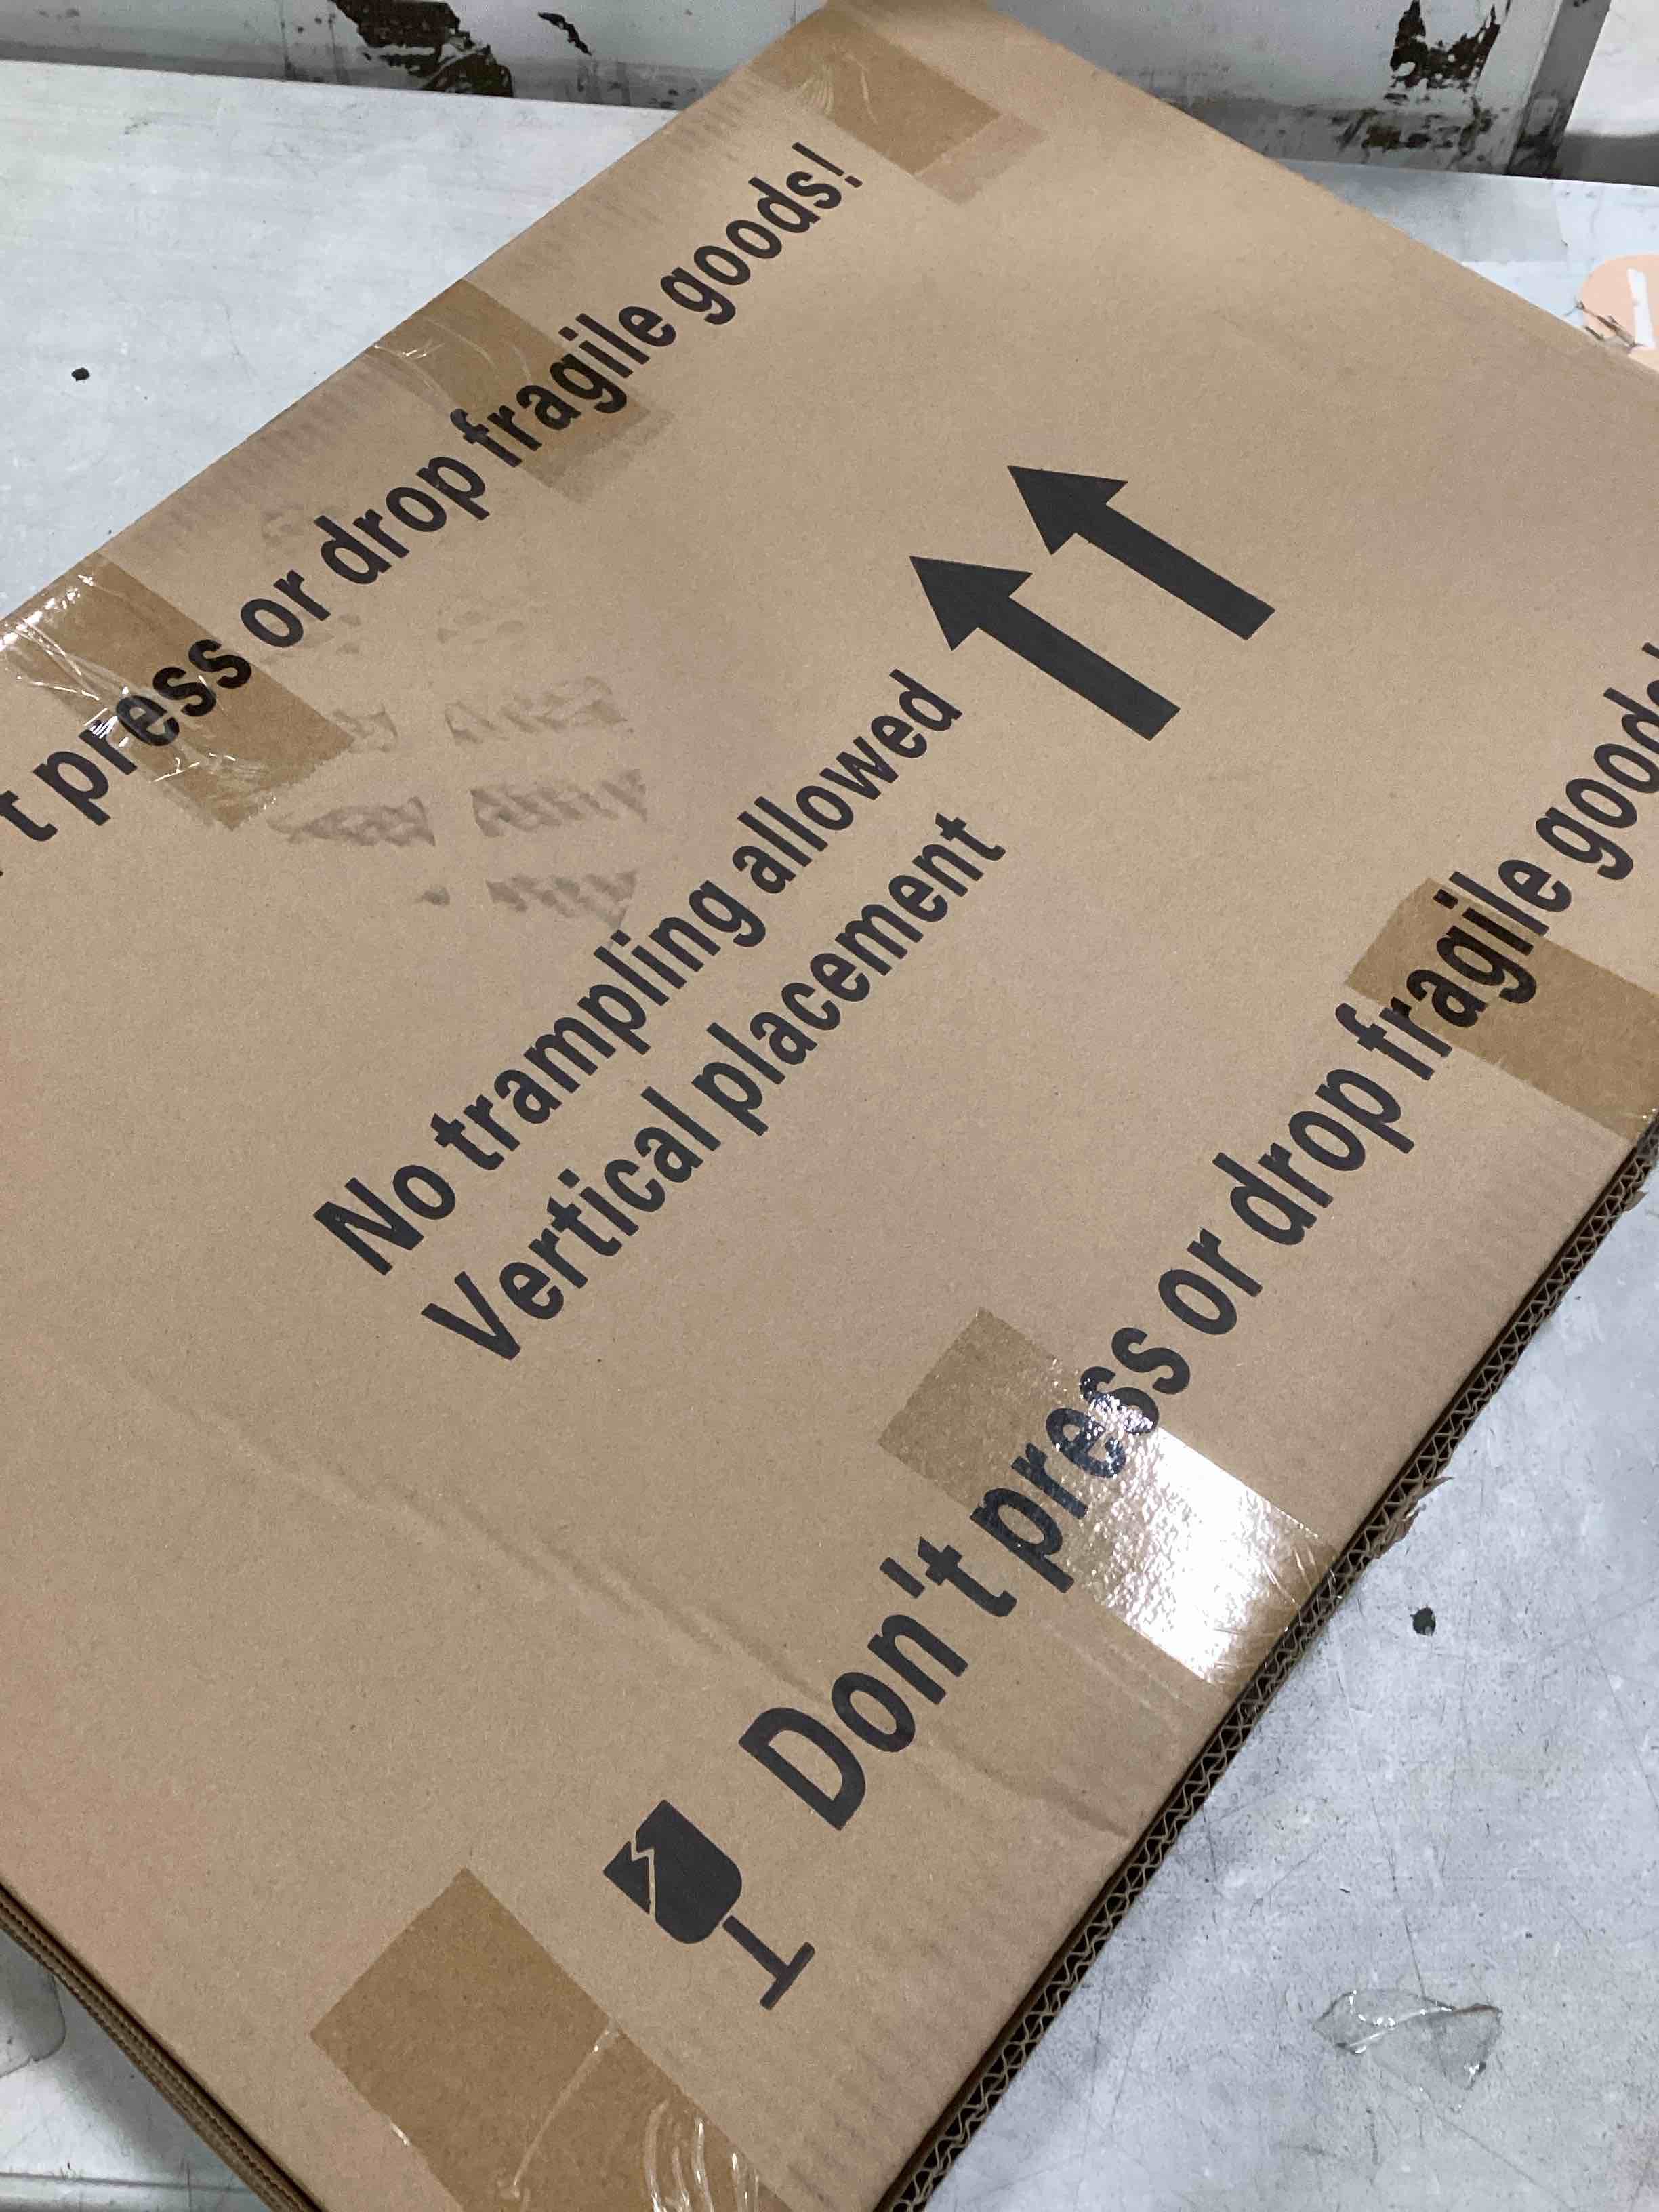 t press or drop fragile goods!
No trampling allowed
Vertical placement
Don't press or drop fragile goods!